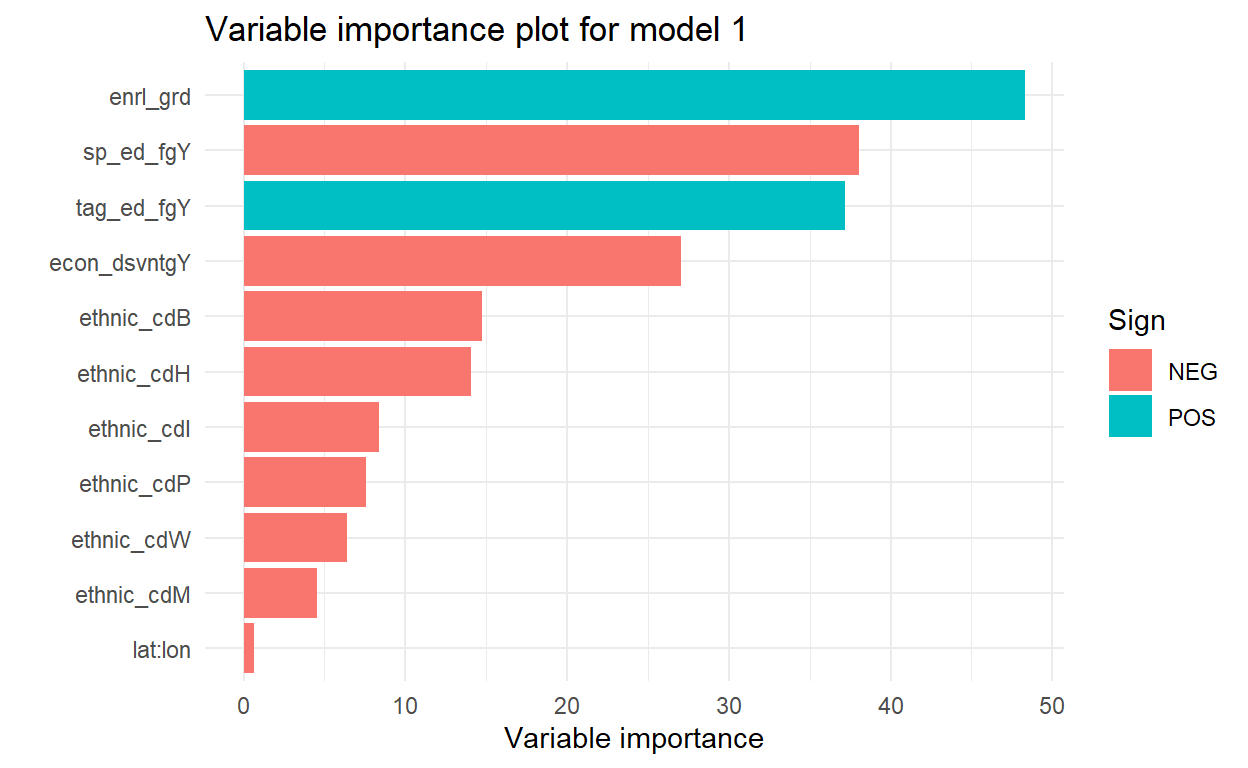 Variable importance plot for model 1
enrl_grd
sp_ed_fgY
tag_ed_fgY
econ_dsvntgY
ethnic_cdB
ethnic_cdH
ethnic_cdI
ethnic_cdP
ethnic_cdW
ethnic_cdM
lat:lon
0 10 20 30 40 50
Variable importance
Sign
NEG
POS